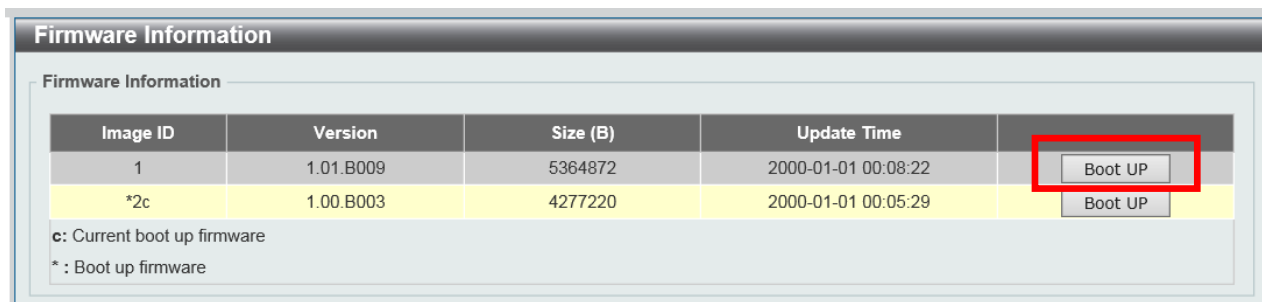 Firmware Information
Firmware Information
Image ID Version Size (B) Update Time
1 1.01.B009 5364872 2000-01-01 00:08:22 Boot UP
*2c 1.00.B003 4277220 2000-01-01 00:05:29 Boot UP
c: Current boot up firmware
* : Boot up firmware